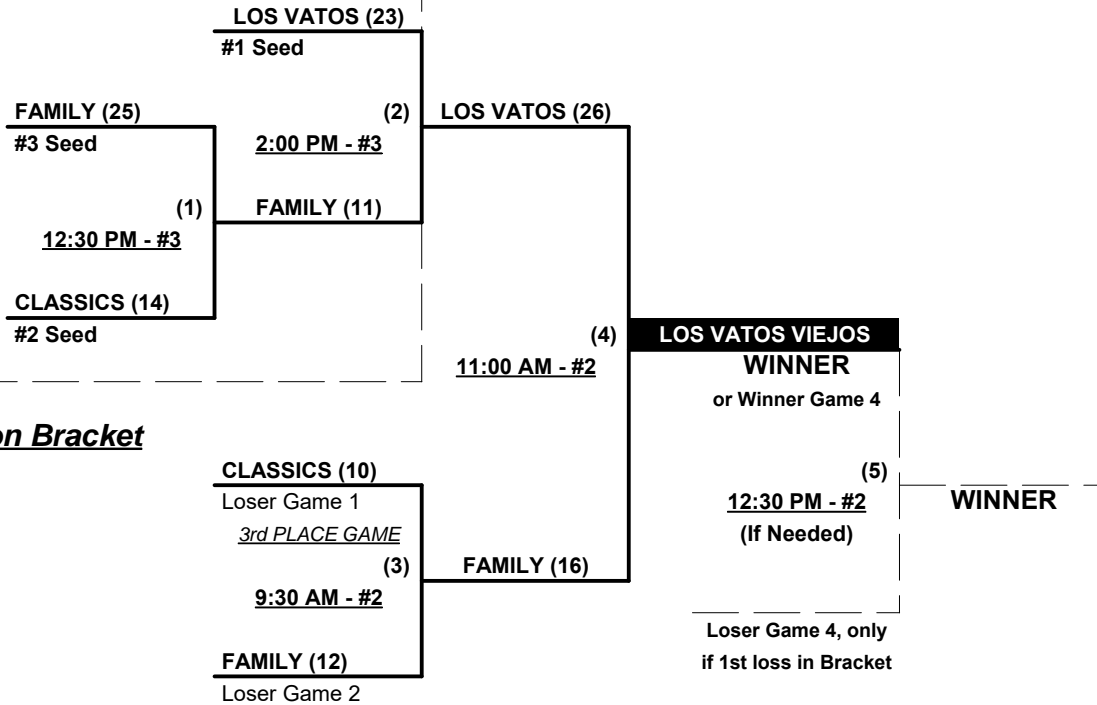 LOS VATOS (23)
#1 Seed
FAMILY (25)
(2)
LOS VATOS (26)
#3 Seed
2:00 PM - #3
(1)
FAMILY (11)
12:30 PM - #3
CLASSICS (14)
#2 Seed
(4)
LOS VATOS VIEJOS
11:00 AM - #2
WINNER
or Winner Game 4
on Bracket
CLASSICS (10)
(5)
Loser Game 1
12:30 PM - #2
WINNER
3rd PLACE GAME
(If Needed)
(3)
FAMILY (16)
9:30 AM - #2
Loser Game 4, only
FAMILY (12)
if 1st loss in Bracket
Loser Game 2